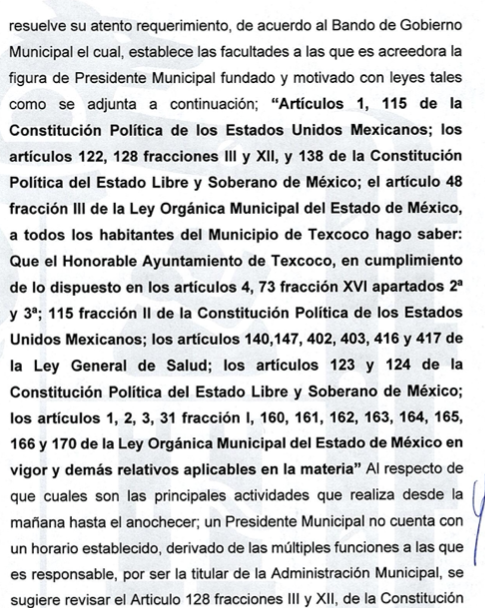 resuelve su atento requerimiento, de acuerdo al Bando de Gobierno
Municipal el cual, establece las facultades a las que es acreedora la
figura de Presidente Municipal fundado y motivado con leyes tales
como se adjunta a continuación; “Artículos 1, 115 de la
Constitución Política de los Estados Unidos Mexicanos; los
artículos 122, 128 fracciones III y XII, y 138 de la Constitución
Política del Estado Libre y Soberano de México; el artículo 48
fracción III de la Ley Orgánica Municipal del Estado de México,
a todos los habitantes del Municipio de Texcoco hago saber:
Que el Honorable Ayuntamiento de Texcoco, en cumplimiento
de lo dispuesto en los artículos 4, 73 fracción XVI apartados 2ª
y 3ª; 115 fracción II de la Constitución Política de los Estados
Unidos Mexicanos; los artículos 140,147, 402, 403, 416 y 417 de
la Ley General de Salud; los artículos 123 y 124 de la
Constitución Política del Estado Libre y Soberano de México;
los artículos 1, 2, 3, 31 fracción I, 160, 161, 162, 163, 164, 165,
166 y 170 de la Ley Orgánica Municipal del Estado de México en
vigor y demás relativos aplicables en la materia” Al respecto de
que cuales son las principales actividades que realiza desde la
mañana hasta el anochecer; un Presidente Municipal no cuenta con
un horario establecido, derivado de las múltiples funciones a las que
es responsable, por ser la titular de la Administración Municipal, se
sugiere revisar el Articulo 128 fracciones III y XII, de la Constitución